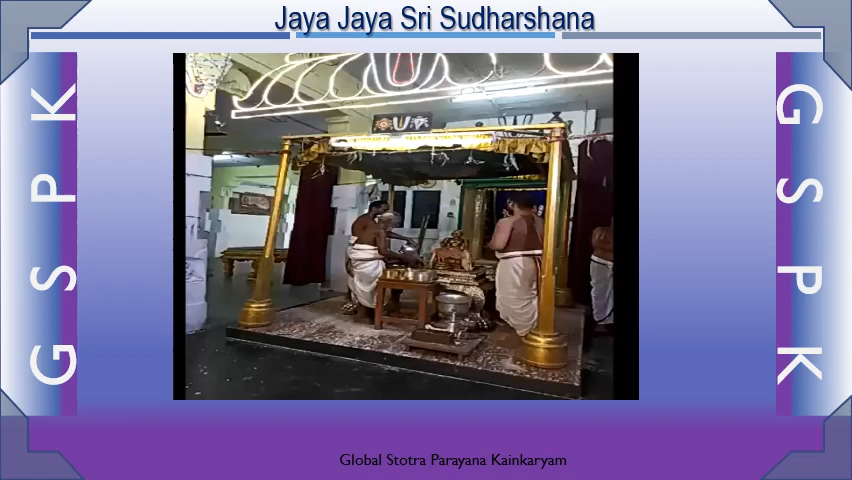 Jaya Jaya Sri Sudharshana
G S P K
G S P K
Global Stotra Parayana Kainkaryam